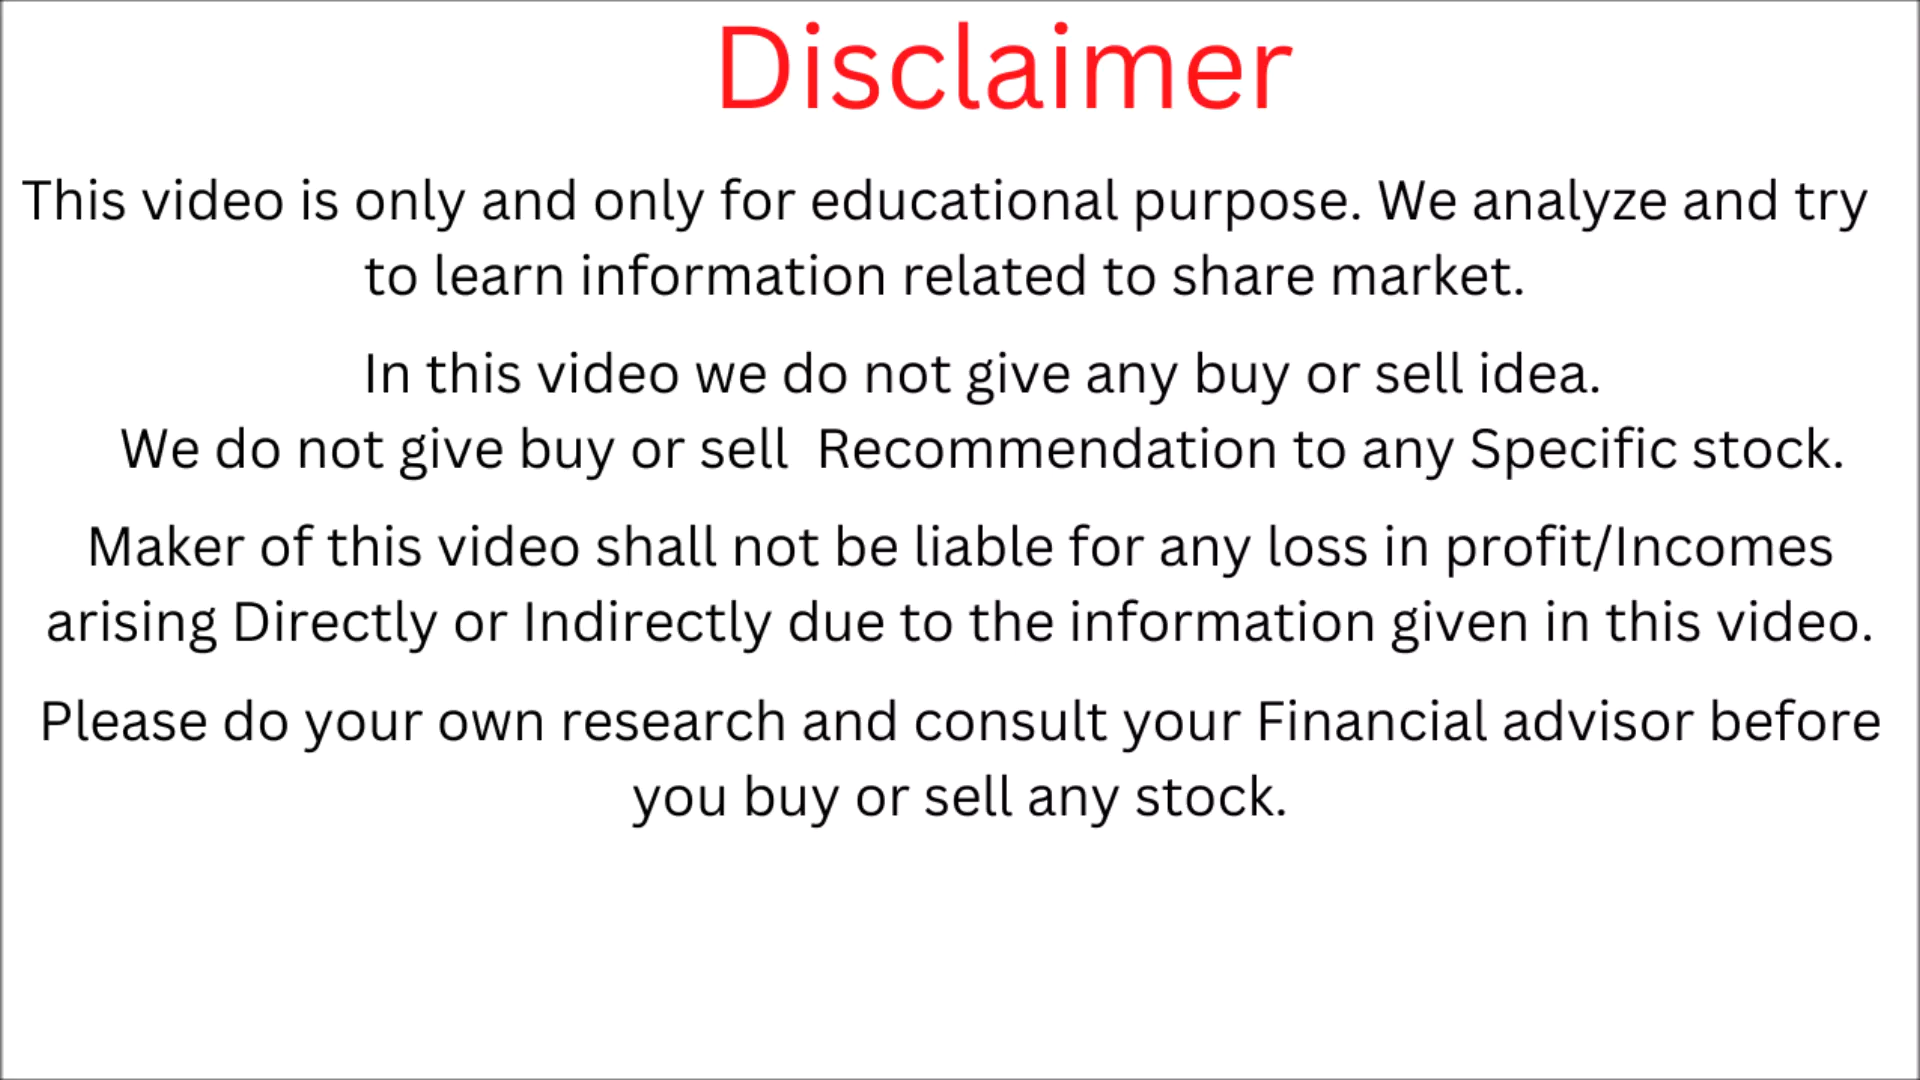 Disclaimer
This video is only and only for educational purpose. We analyze and try
to learn information related to share market.
In this video we do not give any buy or sell idea.
We do not give buy or sell  Recommendation to any Specific stock.
Maker of this video shall not be liable for any loss in profit/Incomes
arising Directly or Indirectly due to the information given in this video.
Please do your own research and consult your Financial advisor before
you buy or sell any stock.